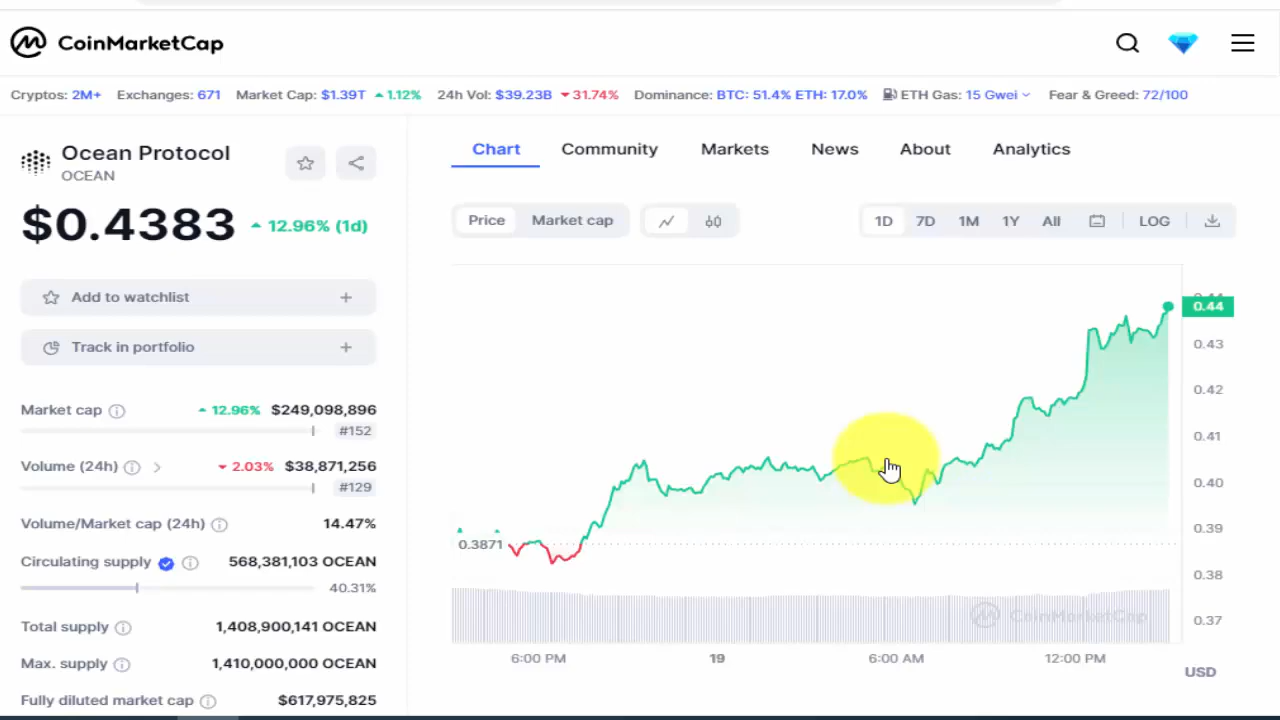 CoinMarketCap
Cryptos: 2M+ Exchanges: 671 Market Cap: $1.39T 1.12% 24h Vol: $39.23B 31.74% Dominance: BTC: 51.4% ETH: 17.0% ETH Gas: 15 Gwei Fear & Greed: 72/100
Ocean Protocol
OCEAN
$0.4383 12.96% (1d)
Add to watchlist +
Track in portfolio +
Market cap 12.96% $249,098,896
#152
Volume (24h) 2.03% $38,871,256
#129
Volume/Market cap (24h) 14.47%
Circulating supply 568,381,103 OCEAN
40.31%
Total supply 1,408,900,141 OCEAN
Max. supply 1,410,000,000 OCEAN
Fully diluted market cap $617,975,825
Chart Community Markets News About Analytics
Price Market cap 1D 7D 1M 1Y All LOG
0.44
0.44
0.43
0.42
0.41
0.40
0.39
0.3871
0.38
0.37
CoinMarketCap
6:00 PM 19 6:00 AM 12:00 PM
USD